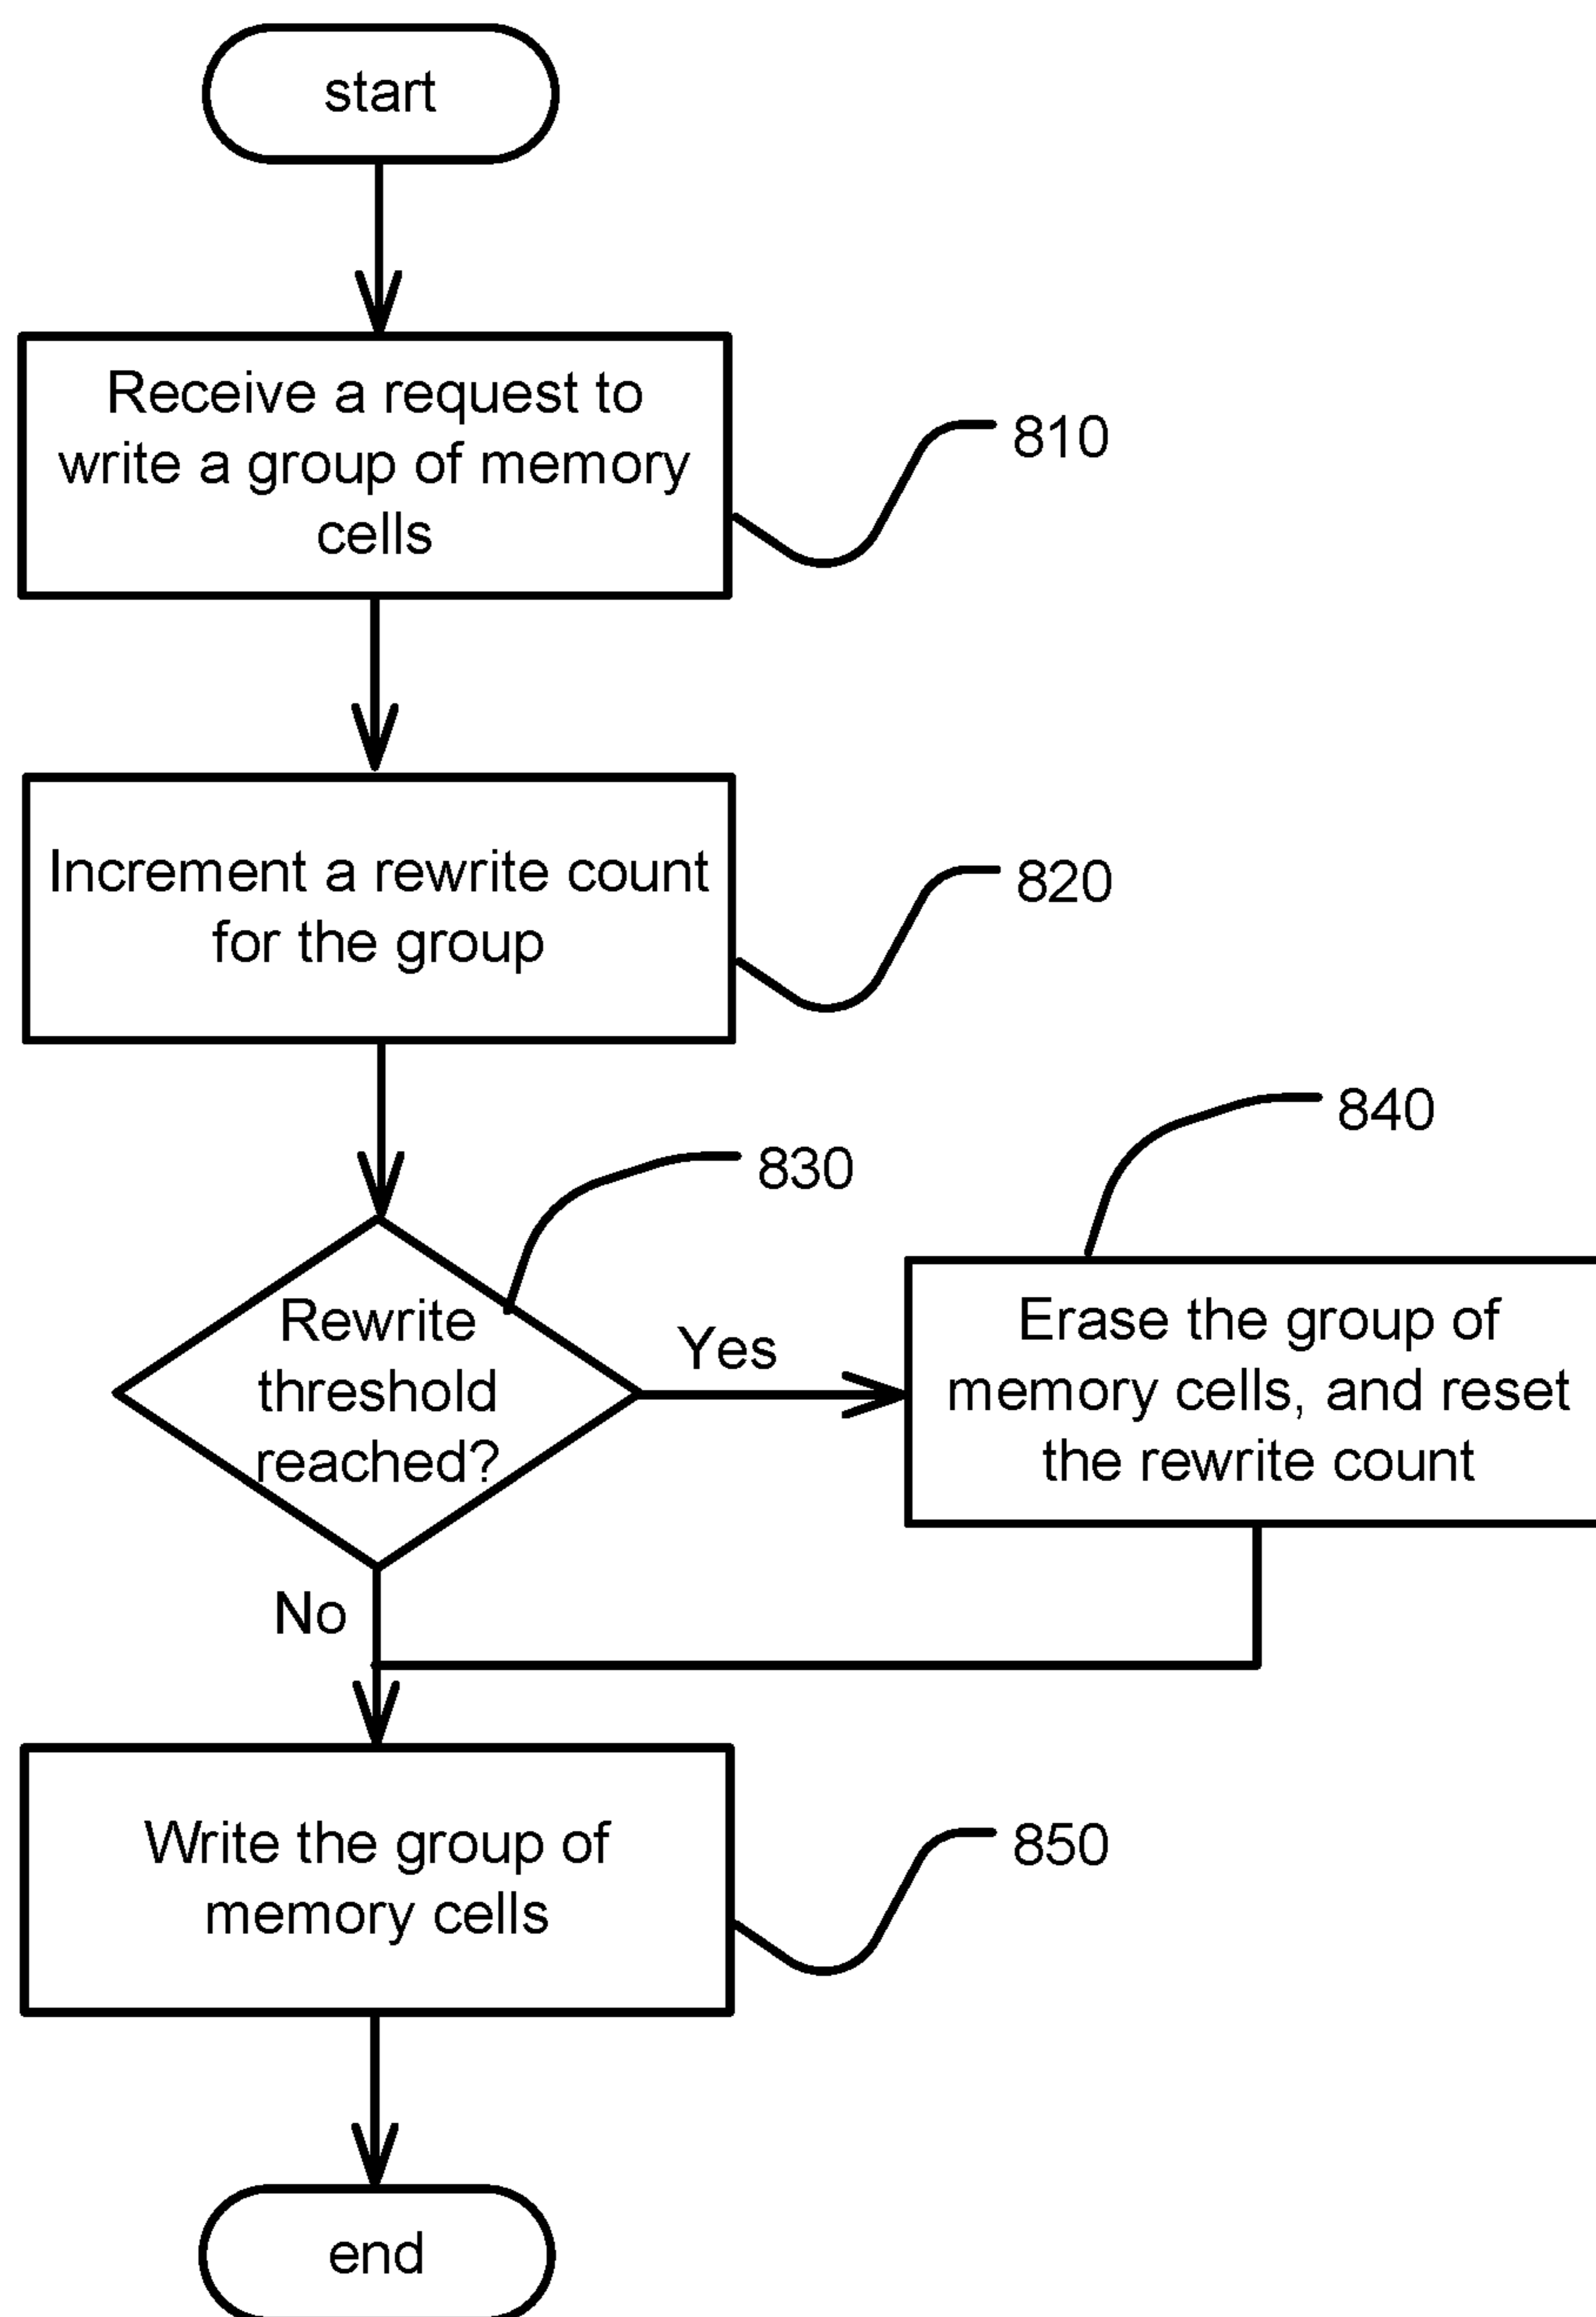 start
Receive a request to
write a group of memory
cells
810
Increment a rewrite count
for the group
820
830
840
Rewrite
threshold
reached?
Yes
Erase the group of
memory cells, and reset
the rewrite count
No
Write the group of
memory cells
850
end